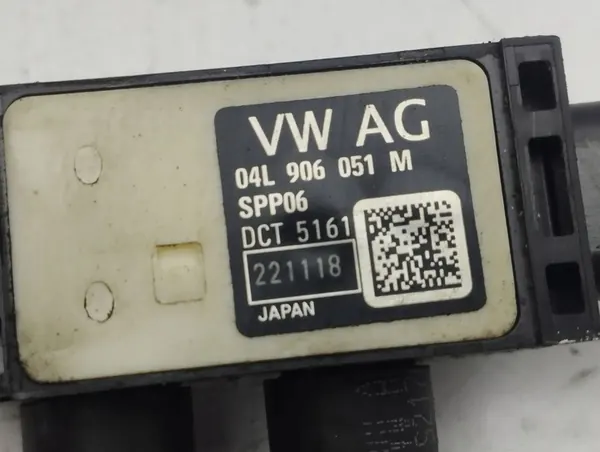 VW AG
04L 906 051 M
SPP06
DCT 5161
221118
JAPAN